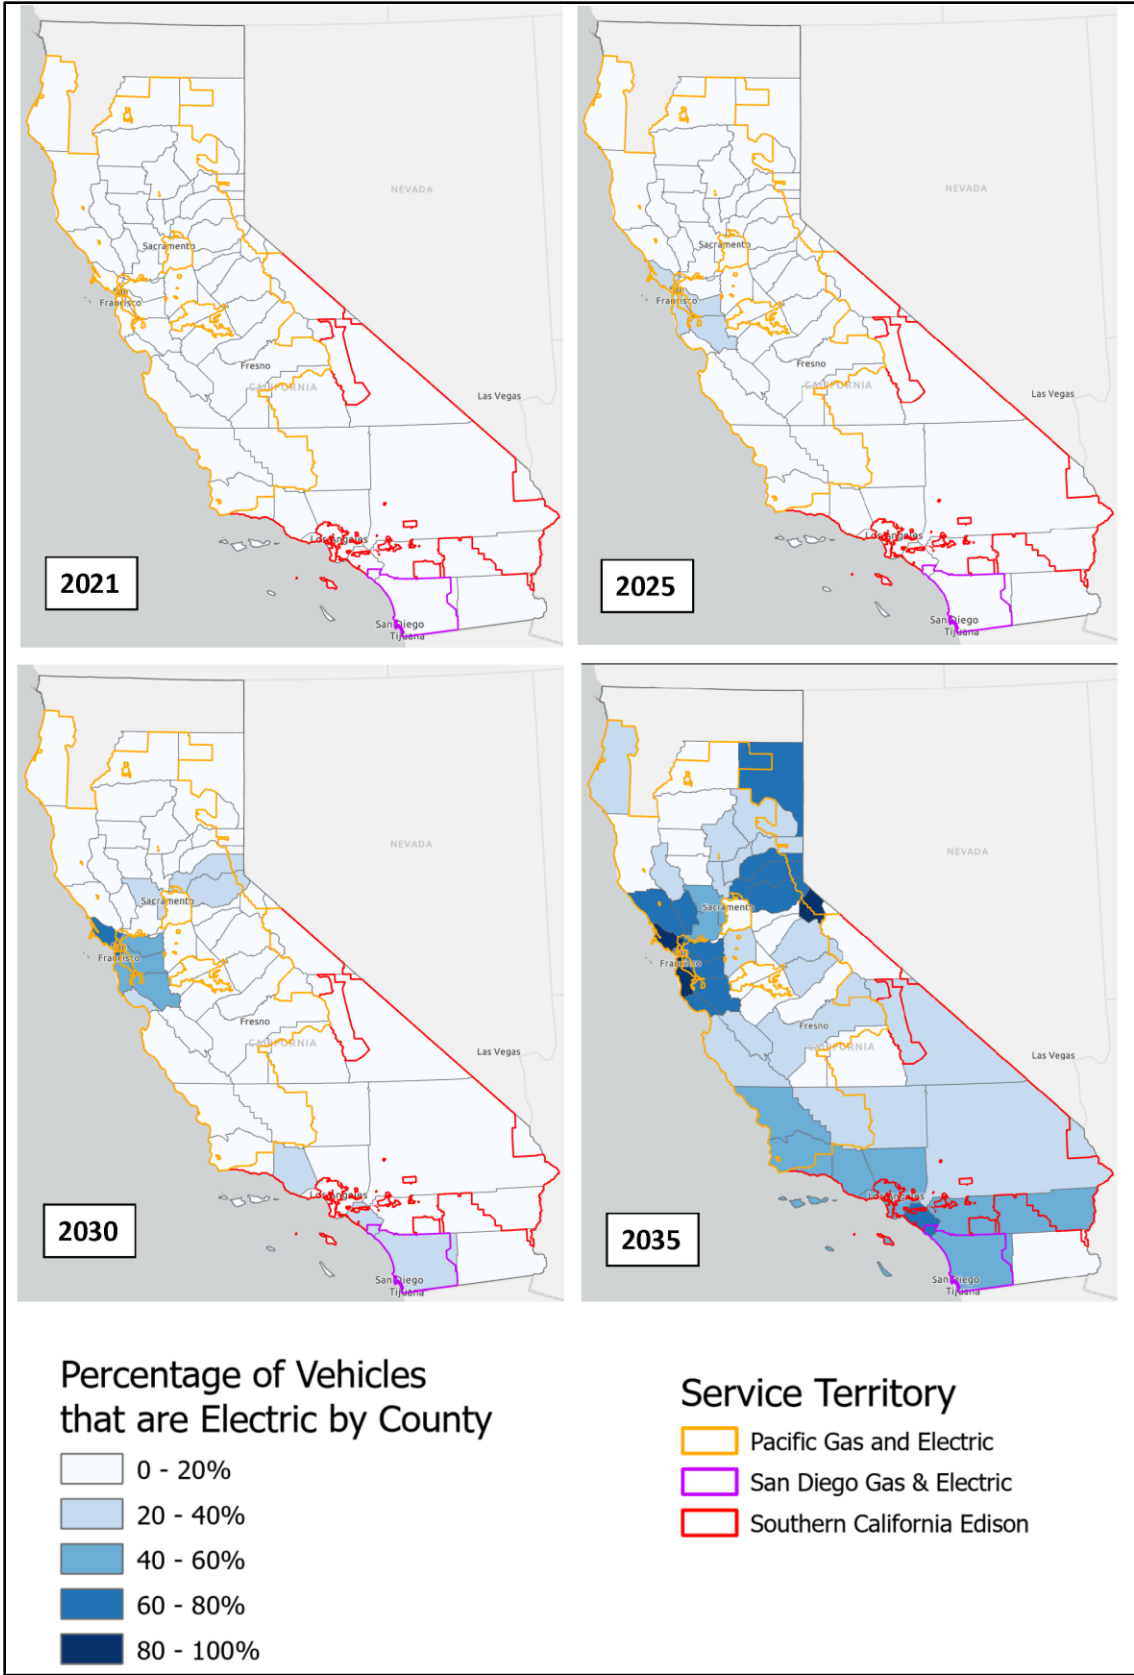 NEVADA
Sacramento
San
Francisco
Fresno
CALIFORNIA
Las Vegas
Los Angeles
2021
San Diego
Tijuana
NEVADA
Sacramento
San
Francisco
Fresno
CALIFORNIA
Las Vegas
Los Angeles
2025
San Diego
Tijuana
NEVADA
Sacramento
San
Francisco
Fresno
CALIFORNIA
Las Vegas
Los Angeles
2030
San Diego
Tijuana
NEVADA
Sacramento
San
Francisco
Fresno
CALIFORNIA
Las Vegas
Los Angeles
2035
San Diego
Tijuana
Percentage of Vehicles
that are Electric by County
0 - 20%
20 - 40%
40 - 60%
60 - 80%
80 - 100%
Service Territory
Pacific Gas and Electric
San Diego Gas & Electric
Southern California Edison